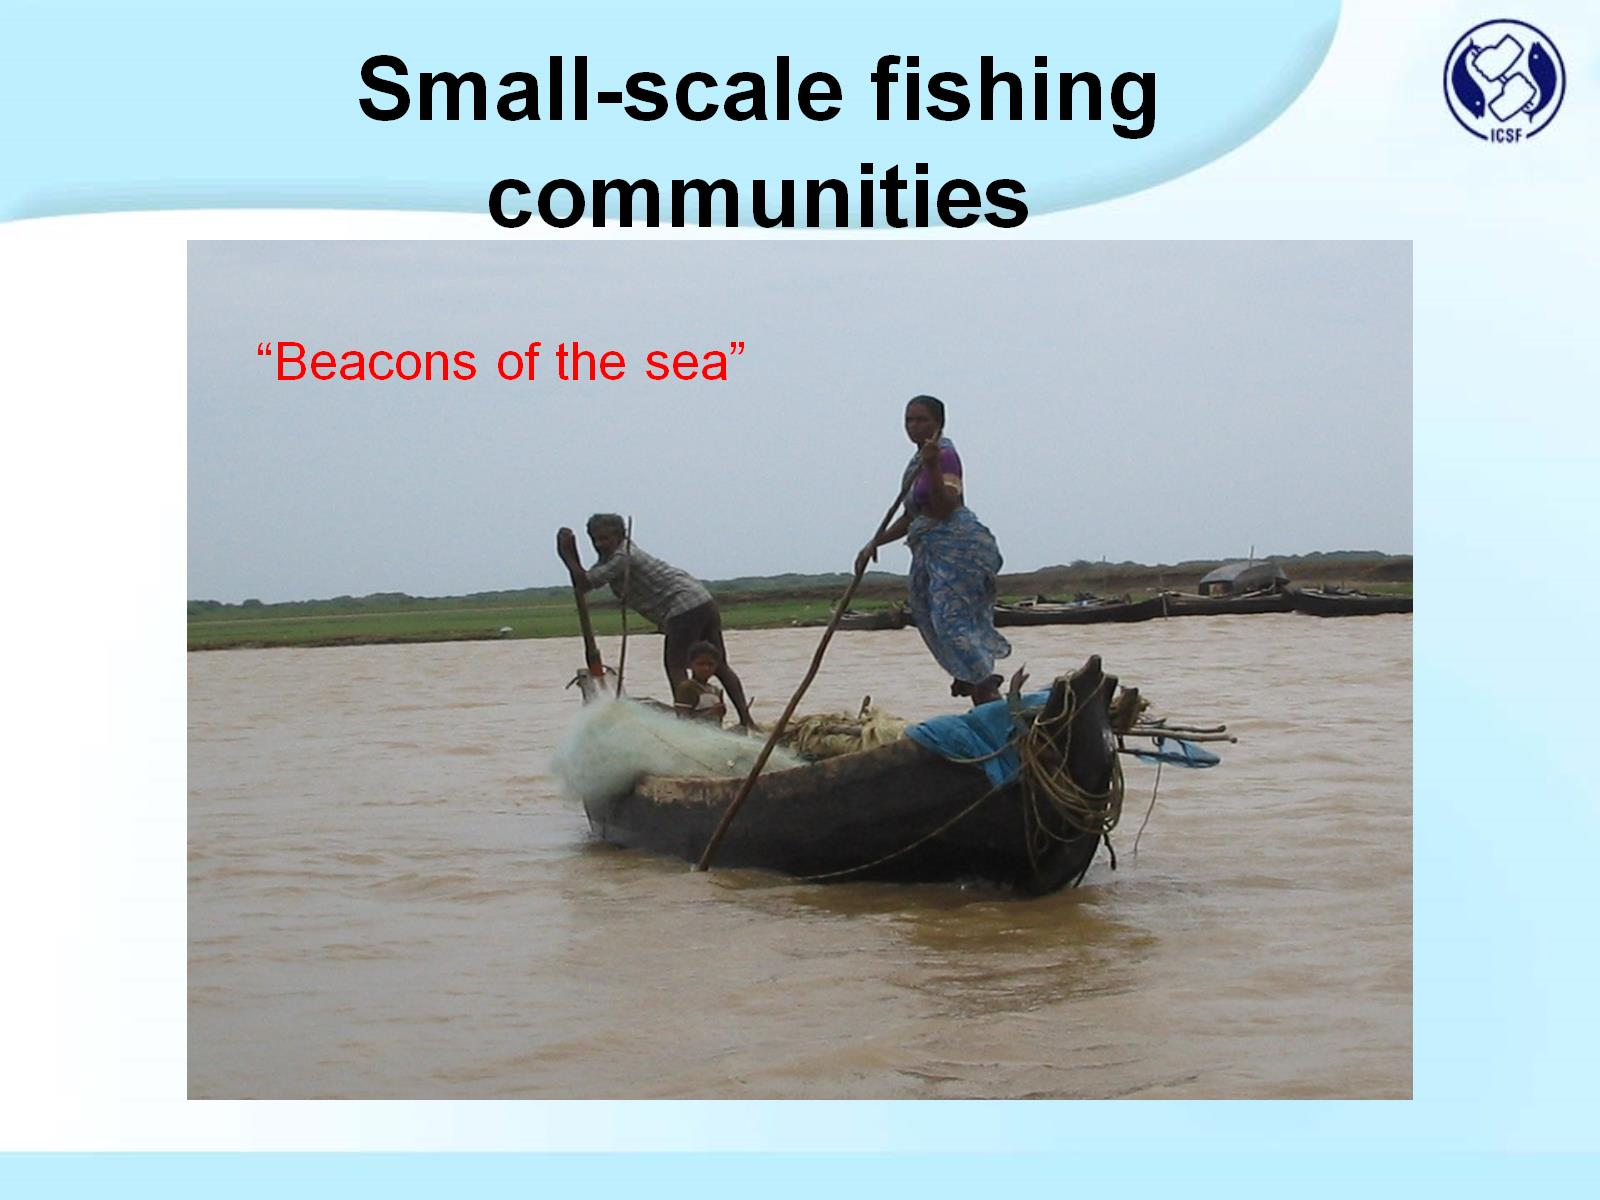 Small-scale fishing
communities
ICSF
“Beacons of the sea”